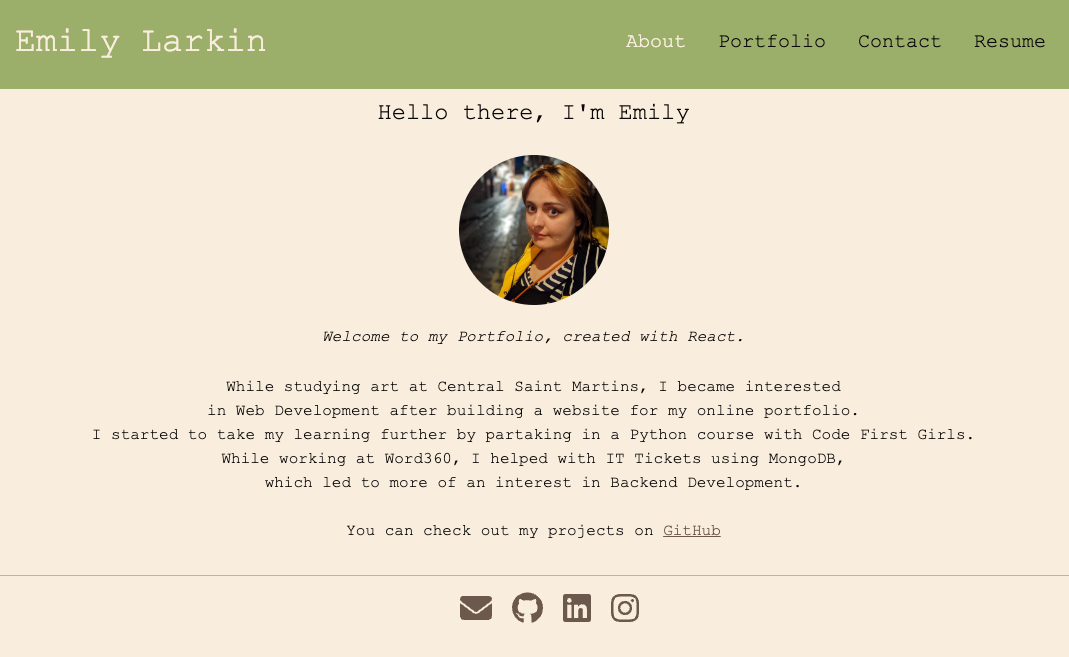 Emily Larkin
About Portfolio Contact Resume
Hello there, I'm Emily
Welcome to my Portfolio, created with React.
While studying art at Central Saint Martins, I became interested
in Web Development after building a website for my online portfolio.
I started to take my learning further by partaking in a Python course with Code First Girls.
While working at Word360, I helped with IT Tickets using MongoDB,
which led to more of an interest in Backend Development.
You can check out my projects on GitHub
in